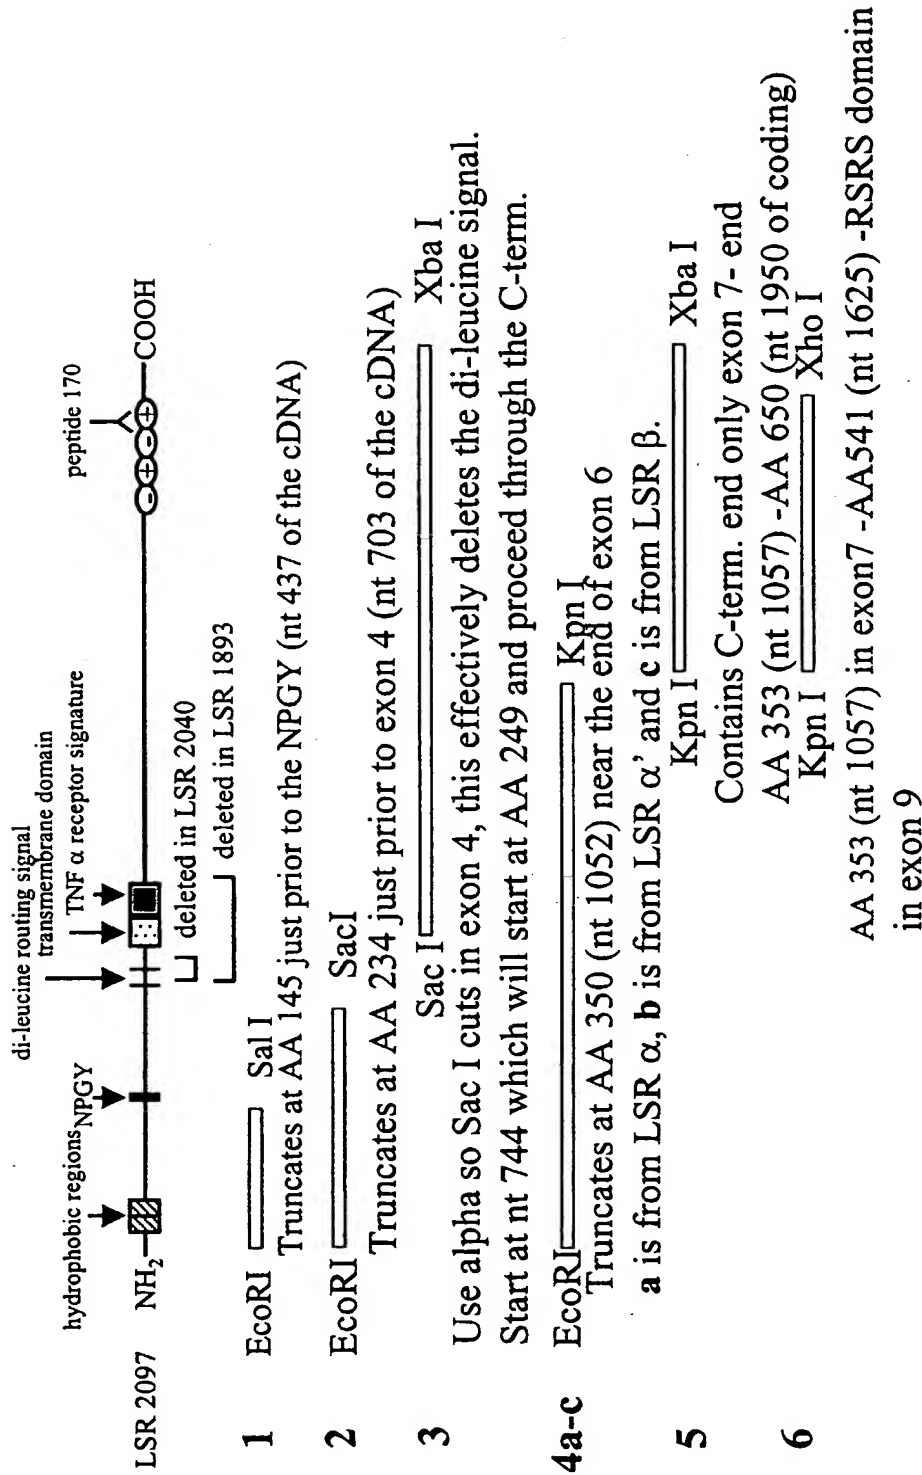 di-leucine routing signal
transmembrane domain
TNF α receptor signature
hydrophobic regions
NPGY
peptide 170
LSR 2097 NH2 - + - + COOH
deleted in LSR 2040
deleted in LSR 1893
1 EcoRI Sal I
Truncates at AA 145 just prior to the NPGY (nt 437 of the cDNA)
2 EcoRI SacI
Truncates at AA 234 just prior to exon 4 (nt 703 of the cDNA)
3 Sac I Xba I
Use alpha so Sac I cuts in exon 4, this effectively deletes the di-leucine signal.
Start at nt 744 which will start at AA 249 and proceed through the C-term.
4a-c EcoRI Kpn I
Truncates at AA 350 (nt 1052) near the end of exon 6
a is from LSR α, b is from LSR α' and c is from LSR β.
5 Kpn I Xba I
Contains C-term. end only exon 7- end
AA 353 (nt 1057) -AA 650 (nt 1950 of coding)
6 Kpn I Xho I
AA 353 (nt 1057) in exon7 -AA541 (nt 1625) -RSRS domain
in exon 9